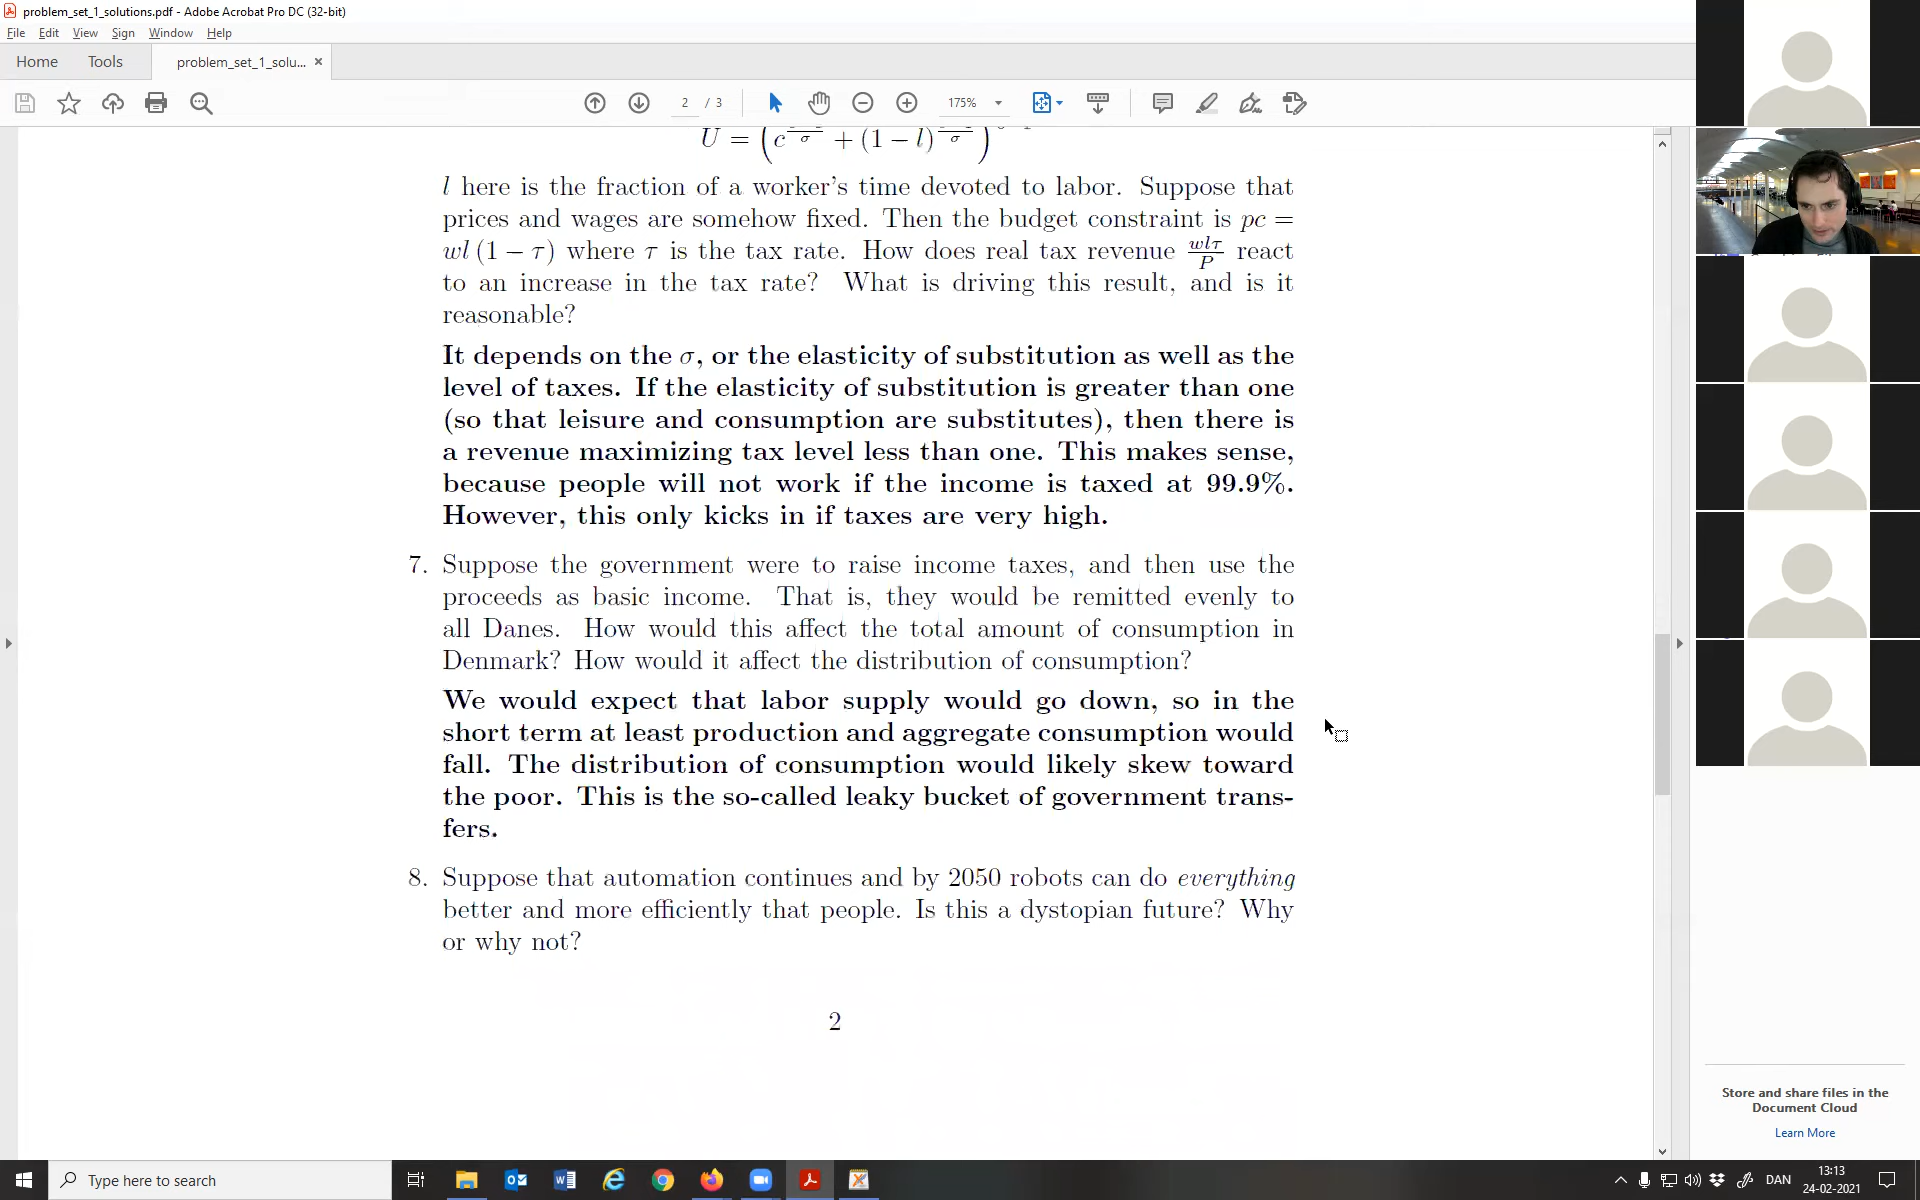 problem_set_1_solutions.pdf - Adobe Acrobat Pro DC (32-bit)
File Edit View Sign Window Help
Home Tools problem_set_1_solu... ×
2 / 3 175%
l here is the fraction of a worker's time devoted to labor. Suppose that
prices and wages are somehow fixed. Then the budget constraint is pc =
wl (1 − τ) where τ is the tax rate. How does real tax revenue wlτ/P react
to an increase in the tax rate? What is driving this result, and is it
reasonable?
It depends on the σ, or the elasticity of substitution as well as the
level of taxes. If the elasticity of substitution is greater than one
(so that leisure and consumption are substitutes), then there is
a revenue maximizing tax level less than one. This makes sense,
because people will not work if the income is taxed at 99.9%.
However, this only kicks in if taxes are very high.
7. Suppose the government were to raise income taxes, and then use the
proceeds as basic income. That is, they would be remitted evenly to
all Danes. How would this affect the total amount of consumption in
Denmark? How would it affect the distribution of consumption?
We would expect that labor supply would go down, so in the
short term at least production and aggregate consumption would
fall. The distribution of consumption would likely skew toward
the poor. This is the so-called leaky bucket of government trans-
fers.
8. Suppose that automation continues and by 2050 robots can do everything
better and more efficiently that people. Is this a dystopian future? Why
or why not?
2
Store and share files in the
Document Cloud
Learn More
Type here to search
DAN
13:13
24-02-2021